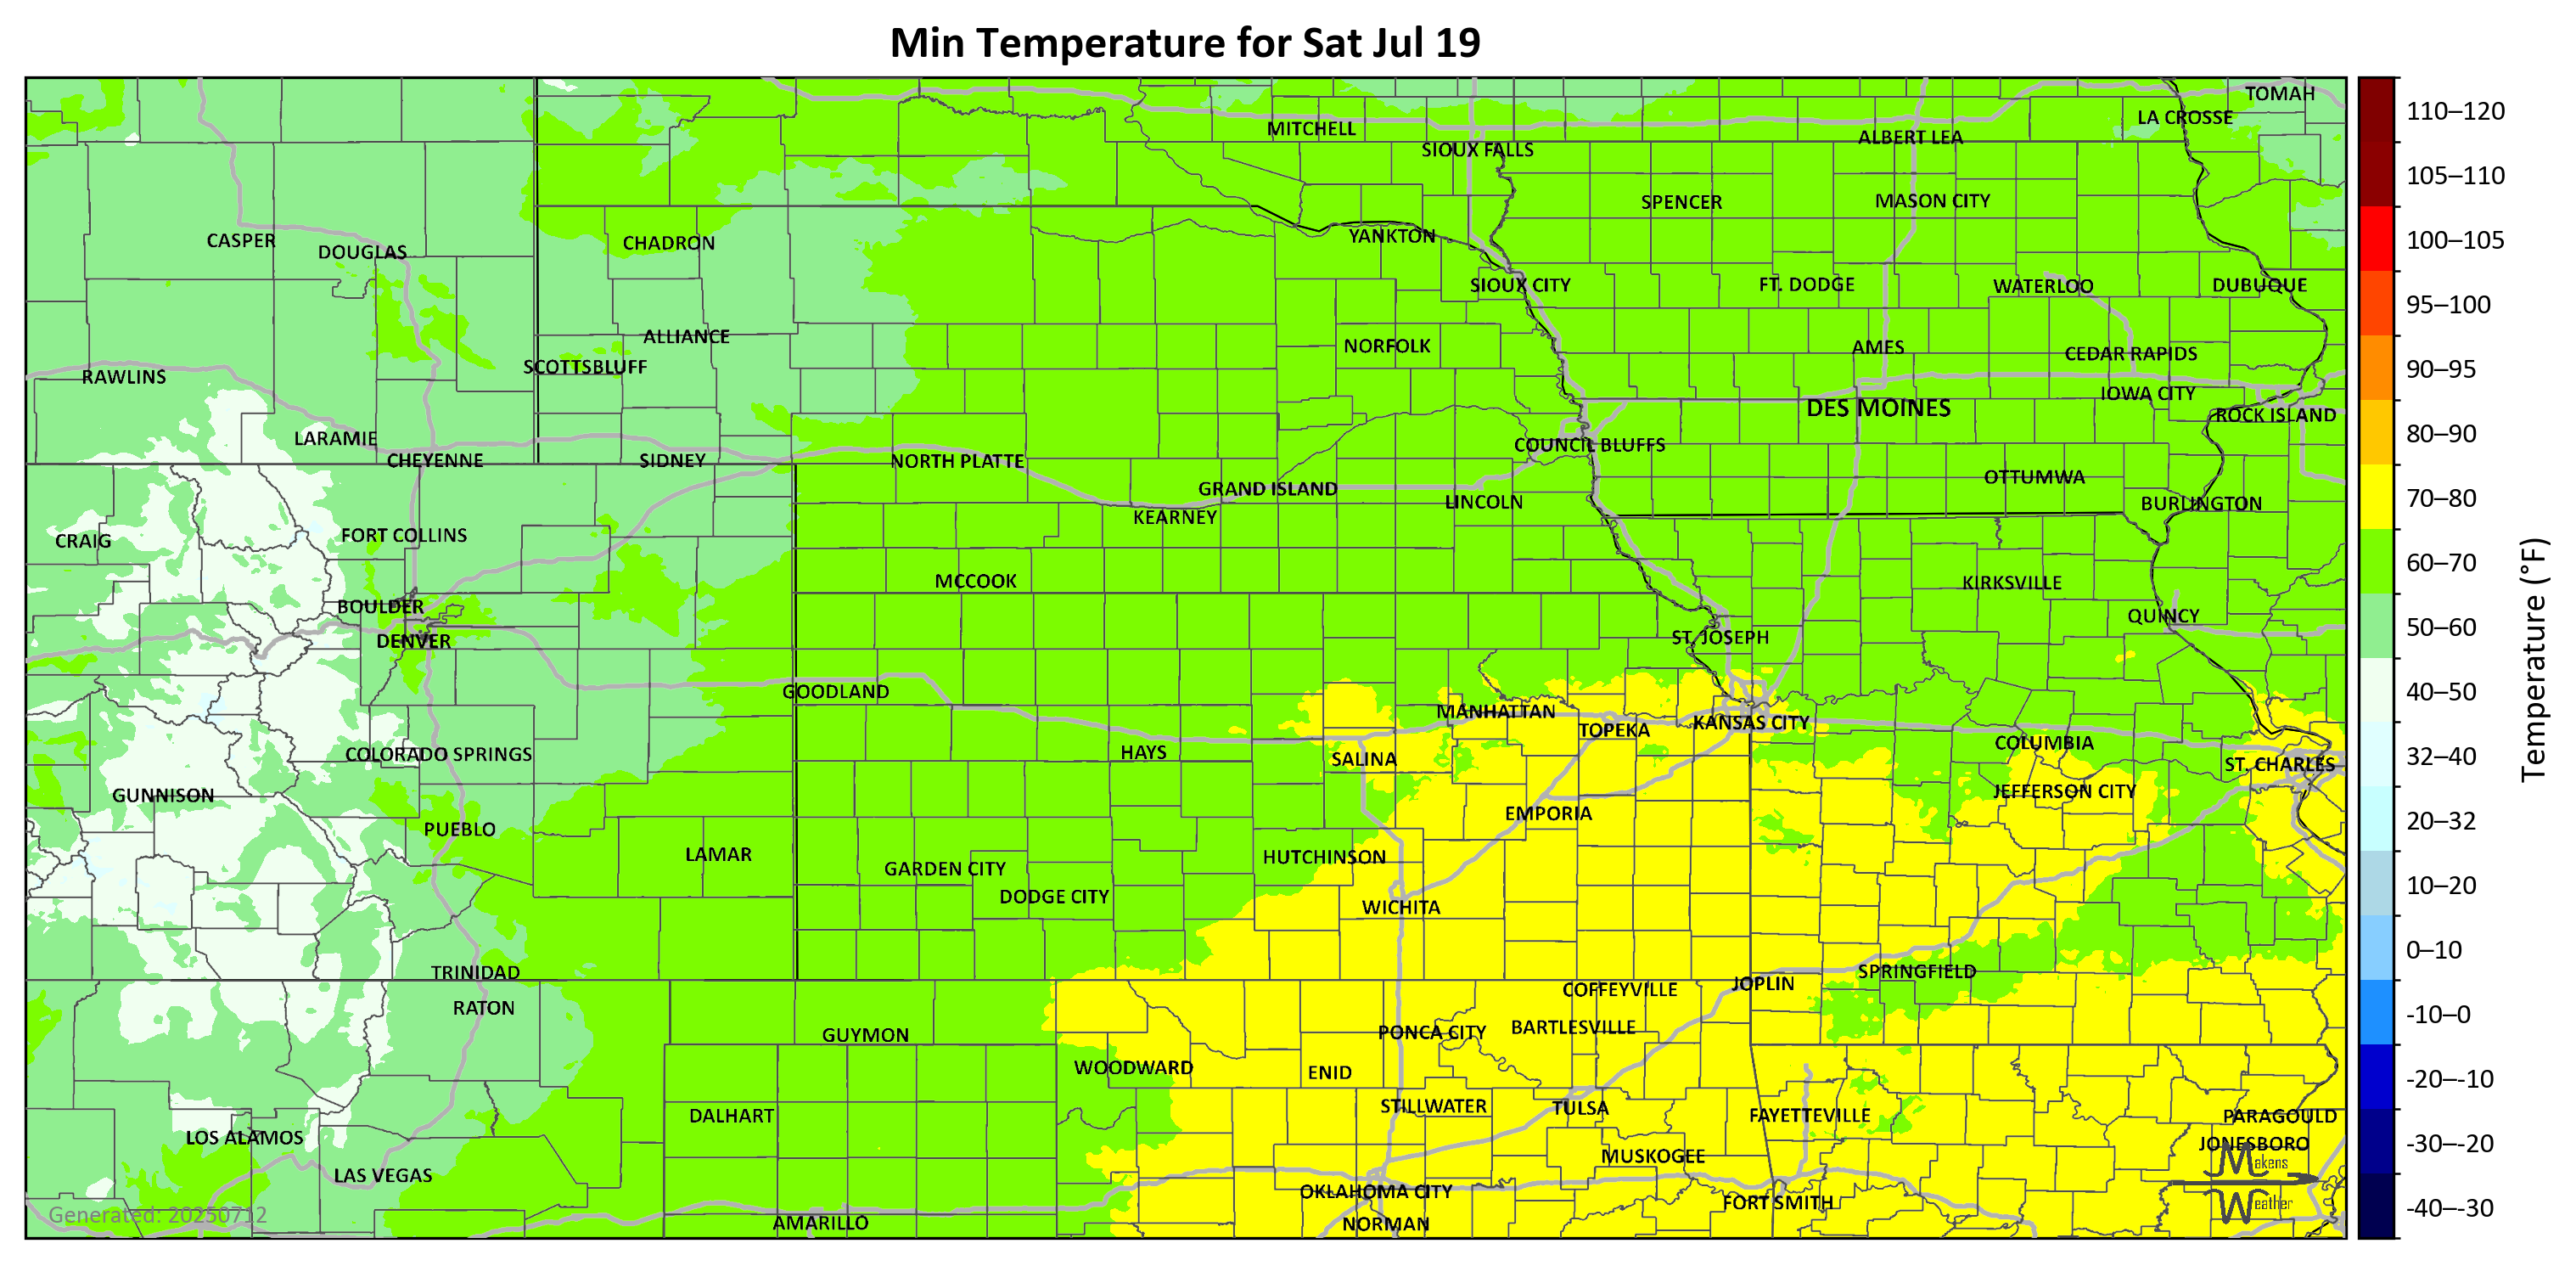 Min Temperature for Sat Jul 19
TOMAH
LA CROSSE
MITCHELL
ALBERT LEA
SIOUX FALLS
SPENCER
MASON CITY
CASPER
DOUGLAS
CHADRON
YANKTON
SIOUX CITY
FT. DODGE
WATERLOO
DUBUQUE
ALLIANCE
NORFOLK
AMES
CEDAR RAPIDS
SCOTTSBLUFF
RAWLINS
IOWA CITY
DES MOINES
ROCK ISLAND
LARAMIE
COUNCIL BLUFFS
CHEYENNE
SIDNEY
NORTH PLATTE
OTTUMWA
GRAND ISLAND
LINCOLN
BURLINGTON
KEARNEY
CRAIG
FORT COLLINS
MCCOOK
KIRKSVILLE
BOULDER
QUINCY
DENVER
ST. JOSEPH
GOODLAND
MANHATTAN
TOPEKA
KANSAS CITY
COLUMBIA
COLORADO SPRINGS
HAYS
SALINA
ST. CHARLES
GUNNISON
JEFFERSON CITY
EMPORIA
PUEBLO
LAMAR
HUTCHINSON
GARDEN CITY
DODGE CITY
WICHITA
TRINIDAD
SPRINGFIELD
JOPLIN
COFFEYVILLE
RATON
GUYMON
PONCA CITY
BARTLESVILLE
WOODWARD
ENID
DALHART
STILLWATER
TULSA
FAYETTEVILLE
PARAGOULD
LOS ALAMOS
JONESBORO
MUSKOGEE
LAS VEGAS
OKLAHOMA CITY
FORT SMITH
AMARILLO
NORMAN
Makens
Weather
Generated: 20250712
110–120
105–110
100–105
95–100
90–95
80–90
70–80
60–70
50–60
40–50
32–40
20–32
10–20
0–10
-10–0
-20–-10
-30–-20
-40–-30
Temperature (°F)